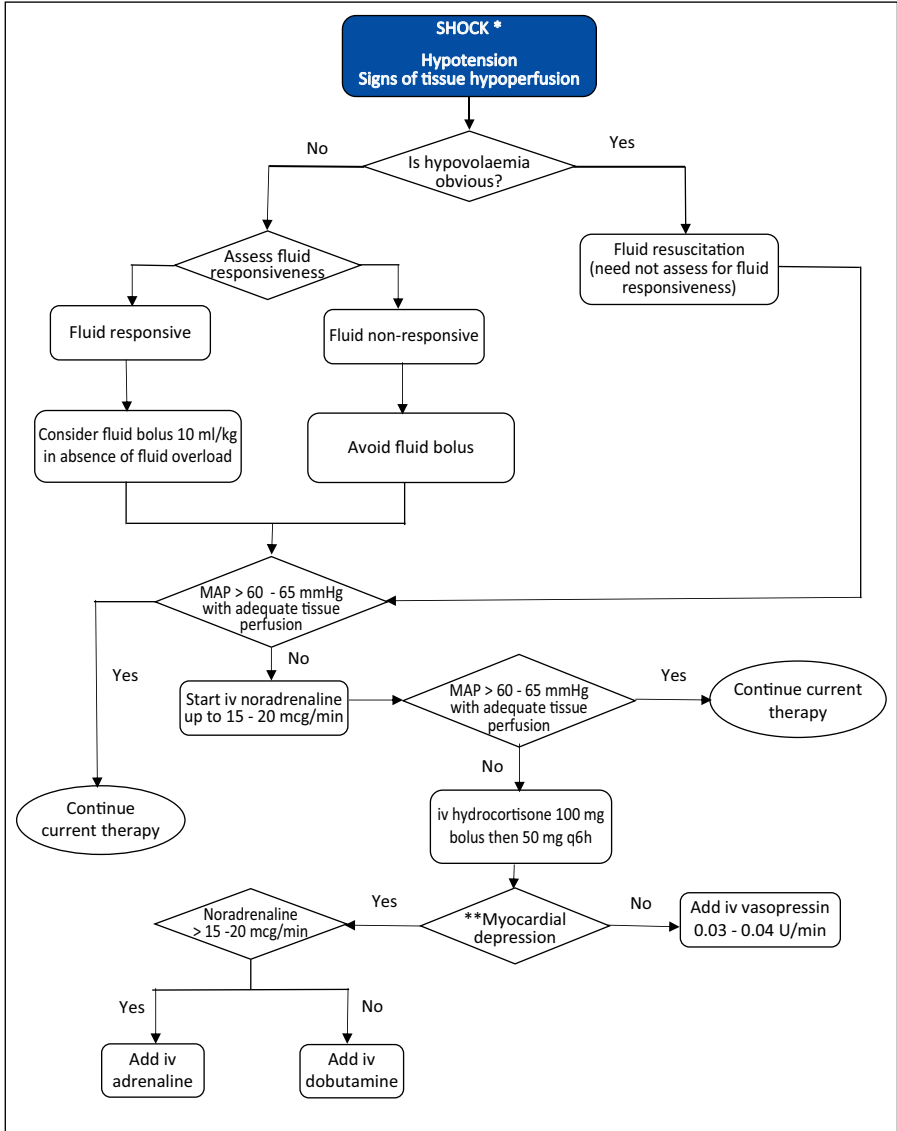 SHOCK *
Hypotension
Signs of tissue hypoperfusion
No
Yes
Is hypovolaemia
obvious?
Assess fluid
responsiveness
Fluid resuscitation
(need not assess for fluid
responsiveness)
Fluid responsive
Fluid non-responsive
Consider fluid bolus 10 ml/kg
in absence of fluid overload
Avoid fluid bolus
MAP > 60 - 65 mmHg
with adequate tissue
perfusion
Yes
No
Start iv noradrenaline
up to 15 - 20 mcg/min
MAP > 60 - 65 mmHg
with adequate tissue
perfusion
Yes
Continue current
therapy
No
Continue
current therapy
iv hydrocortisone 100 mg
bolus then 50 mg q6h
Noradrenaline
> 15 -20 mcg/min
Yes
**Myocardial
depression
No
Add iv vasopressin
0.03 - 0.04 U/min
Yes
No
Add iv
adrenaline
Add iv
dobutamine